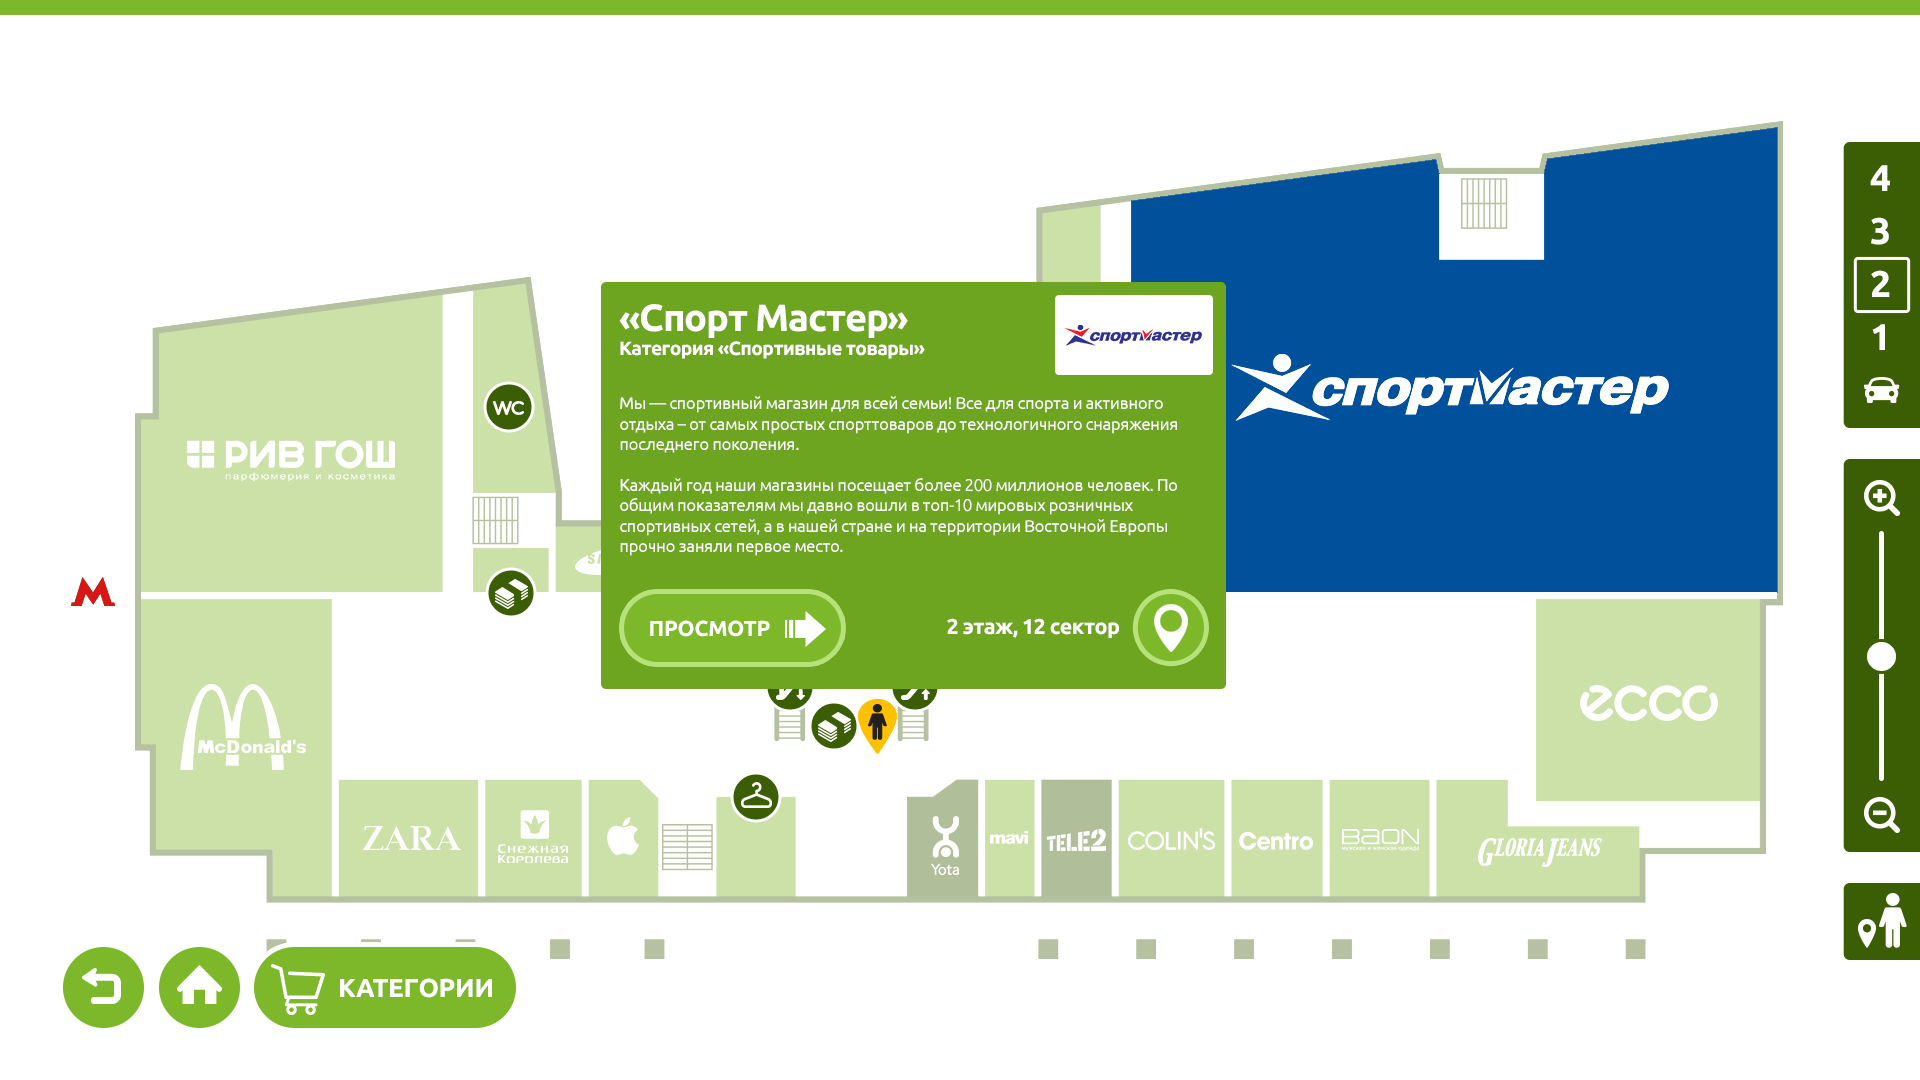 4
3
2
1
«Спорт Мастер»
Категория «Спортивные товары»
спортмастер
Мы — спортивный магазин для всей семьи! Все для спорта и активного
отдыха – от самых простых спорттоваров до технологичного снаряжения
последнего поколения.
Каждый год наши магазины посещает более 200 миллионов человек. По
общим показателям мы давно вошли в топ-10 мировых розничных
спортивных сетей, а в нашей стране и на территории Восточной Европы
прочно заняли первое место.
ПРОСМОТР
2 этаж, 12 сектор
спортмастер
WC
РИВ ГОШ
парфюмерия и косметика
М
McDonald's
ecco
ZARA
Снежная
Королева
Yota
mavi
TELE2
COLIN'S
Centro
BAON
мужская и женская одежда
GLORIA JEANS
КАТЕГОРИИ